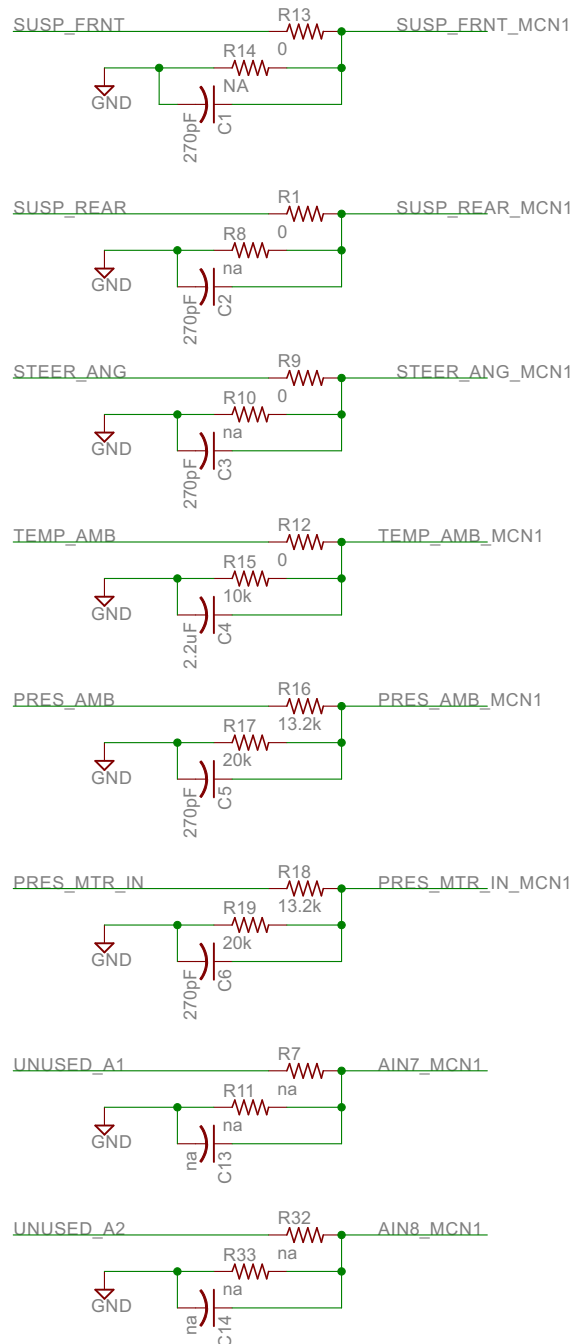 SUSP_FRNT
R13
0
SUSP_FRNT_MCN1
R14
NA
GND
270pF
C1
SUSP_REAR
R1
0
SUSP_REAR_MCN1
R8
na
GND
270pF
C2
STEER_ANG
R9
0
STEER_ANG_MCN1
R10
na
GND
270pF
C3
TEMP_AMB
R12
0
TEMP_AMB_MCN1
R15
10k
GND
2.2uF
C4
PRES_AMB
R16
13.2k
PRES_AMB_MCN1
R17
20k
GND
270pF
C5
PRES_MTR_IN
R18
13.2k
PRES_MTR_IN_MCN1
R19
20k
GND
270pF
C6
UNUSED_A1
R7
na
AIN7_MCN1
R11
na
GND
na
C13
UNUSED_A2
R32
na
AIN8_MCN1
R33
na
GND
na
C14